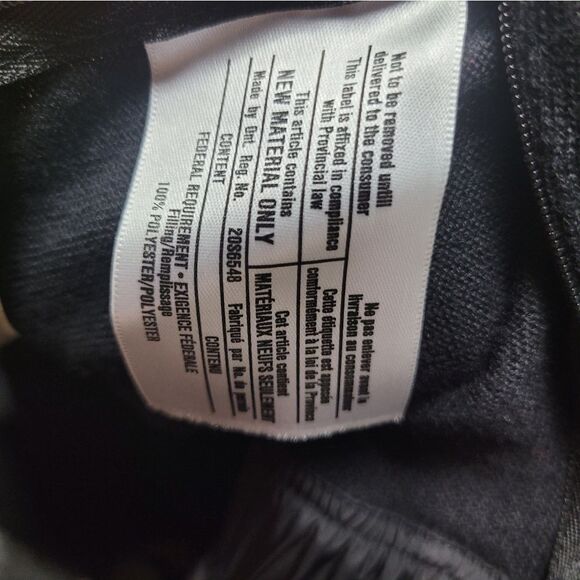 Not to be removed untill
delivered to the consumer
This label is affixed in compliance
with Provincial law
This article contains
NEW MATERIAL ONLY
Made by Ont. Reg. No.
CONTENT
Ne pas enlever avant la
livraison au consommateur
Cette étiquette est apposée
conformément à la loi de la Province
Cet article contient
MATÉRIAUX NEUFS SEULEMENT
20S6548 Fabriqué par No. de permis
CONTENU
FEDERAL REQUIREMENT • EXIGENCE FÉDÉRALE
Filling/Remplissage
100% POLYESTER/POLYESTER